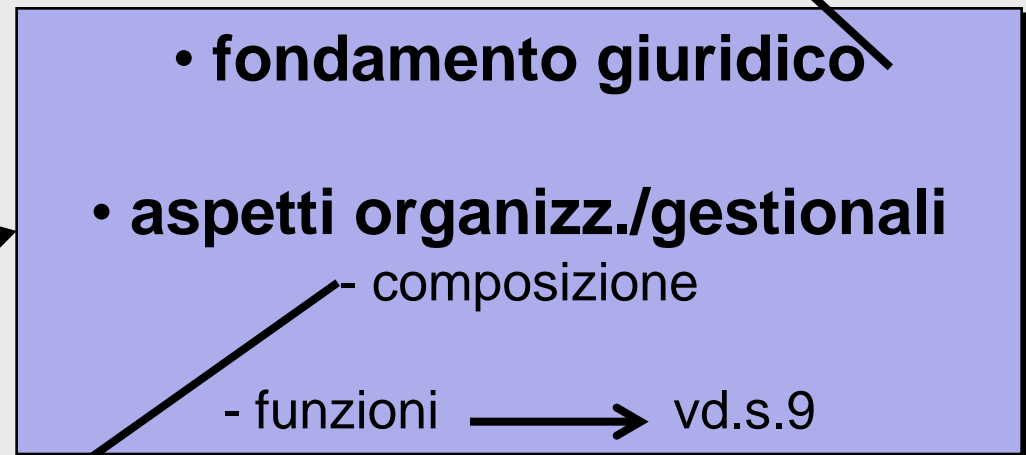 • fondamento giuridico
• aspetti organizz./gestionali
- composizione
- funzioni → vd.s.9